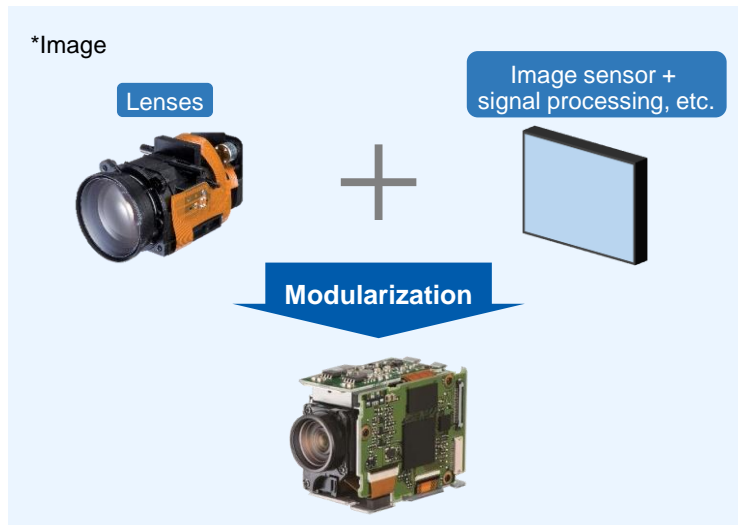 *Image
Lenses
Image sensor +
signal processing, etc.
Modularization